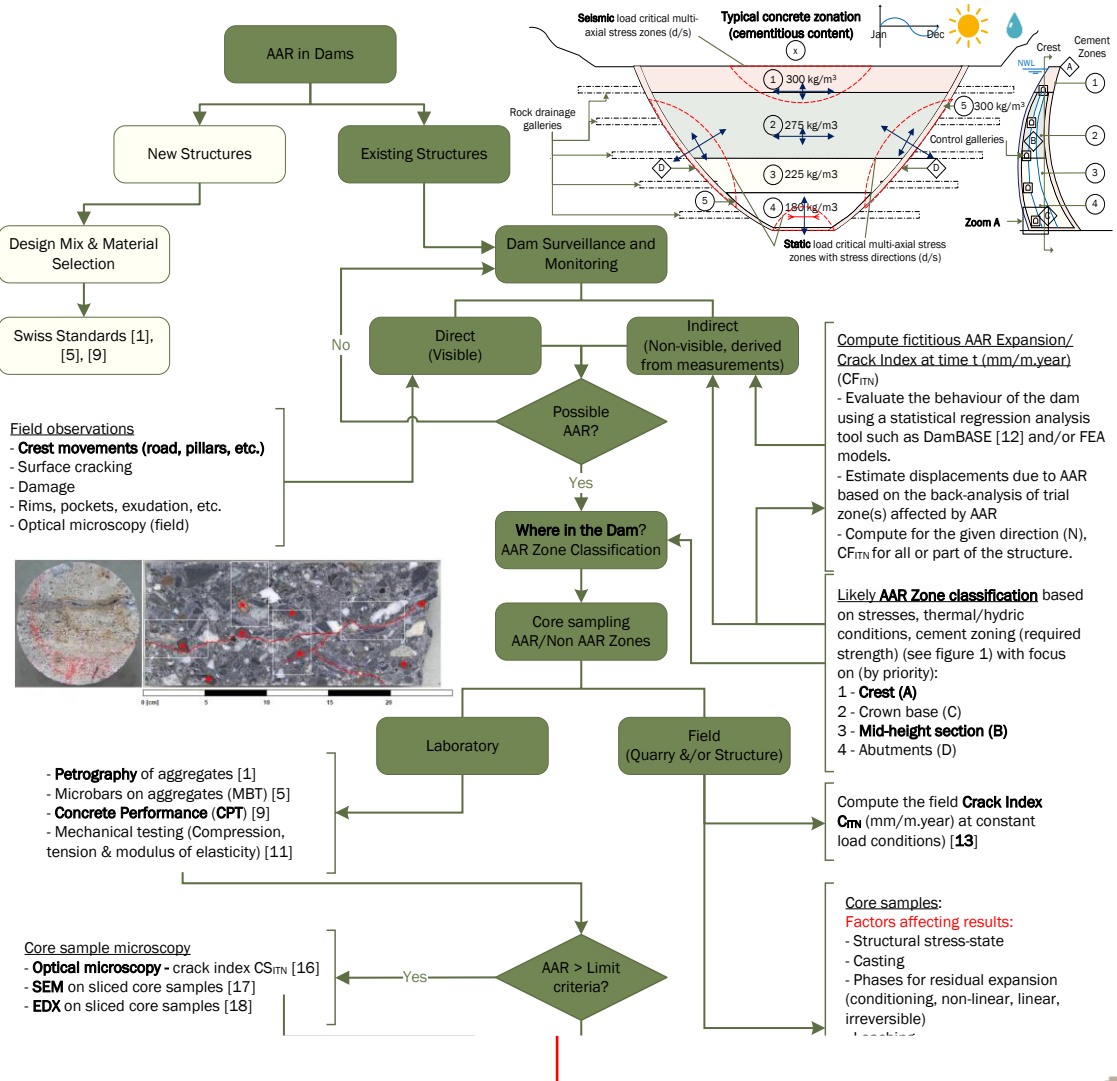 AAR in Dams
New Structures
Existing Structures
Design Mix & Material
Selection
Swiss Standards [1],
[5], [9]
Seismic load critical multi-
axial stress zones (d/s)
Typical concrete zonation
(cementitious content)
x
Jan
Dec
Crest
Cement
Zones
NWL
A
1
1 300 kg/m³
Rock drainage
galleries
5 300 kg/m³
2 275 kg/m3
Control galleries
B
2
D
D
3 225 kg/m3
3
5
4 180 kg/m3
C
4
Zoom A
Static load critical multi-axial stress
zones with stress directions (d/s)
Dam Surveillance and
Monitoring
No
Direct
(Visible)
Indirect
(Non-visible, derived
from measurements)
Possible
AAR?
Yes
Field observations
- Crest movements (road, pillars, etc.)
- Surface cracking
- Damage
- Rims, pockets, exudation, etc.
- Optical microscopy (field)
Compute fictitious AAR Expansion/
Crack Index at time t (mm/m.year)
(CFITN)
- Evaluate the behaviour of the dam
using a statistical regression analysis
tool such as DamBASE [12] and/or FEA
models.
- Estimate displacements due to AAR
based on the back-analysis of trial
zone(s) affected by AAR
- Compute for the given direction (N),
CFITN for all or part of the structure.
Where in the Dam?
AAR Zone Classification
Core sampling
AAR/Non AAR Zones
Likely AAR Zone classification based
on stresses, thermal/hydric
conditions, cement zoning (required
strength) (see figure 1) with focus
on (by priority):
1 - Crest (A)
2 - Crown base (C)
3 - Mid-height section (B)
4 - Abutments (D)
0 [cm]
5
10
15
20
Laboratory
Field
(Quarry &/or Structure)
- Petrography of aggregates [1]
- Microbars on aggregates (MBT) [5]
- Concrete Performance (CPT) [9]
- Mechanical testing (Compression,
tension & modulus of elasticity) [11]
Compute the field Crack Index
CITN (mm/m.year) at constant
load conditions) [13]
Core samples:
Factors affecting results:
- Structural stress-state
- Casting
- Phases for residual expansion
(conditioning, non-linear, linear,
irreversible)
AAR > Limit
criteria?
Yes
Core sample microscopy
- Optical microscopy - crack index CSITN [16]
- SEM on sliced core samples [17]
- EDX on sliced core samples [18]